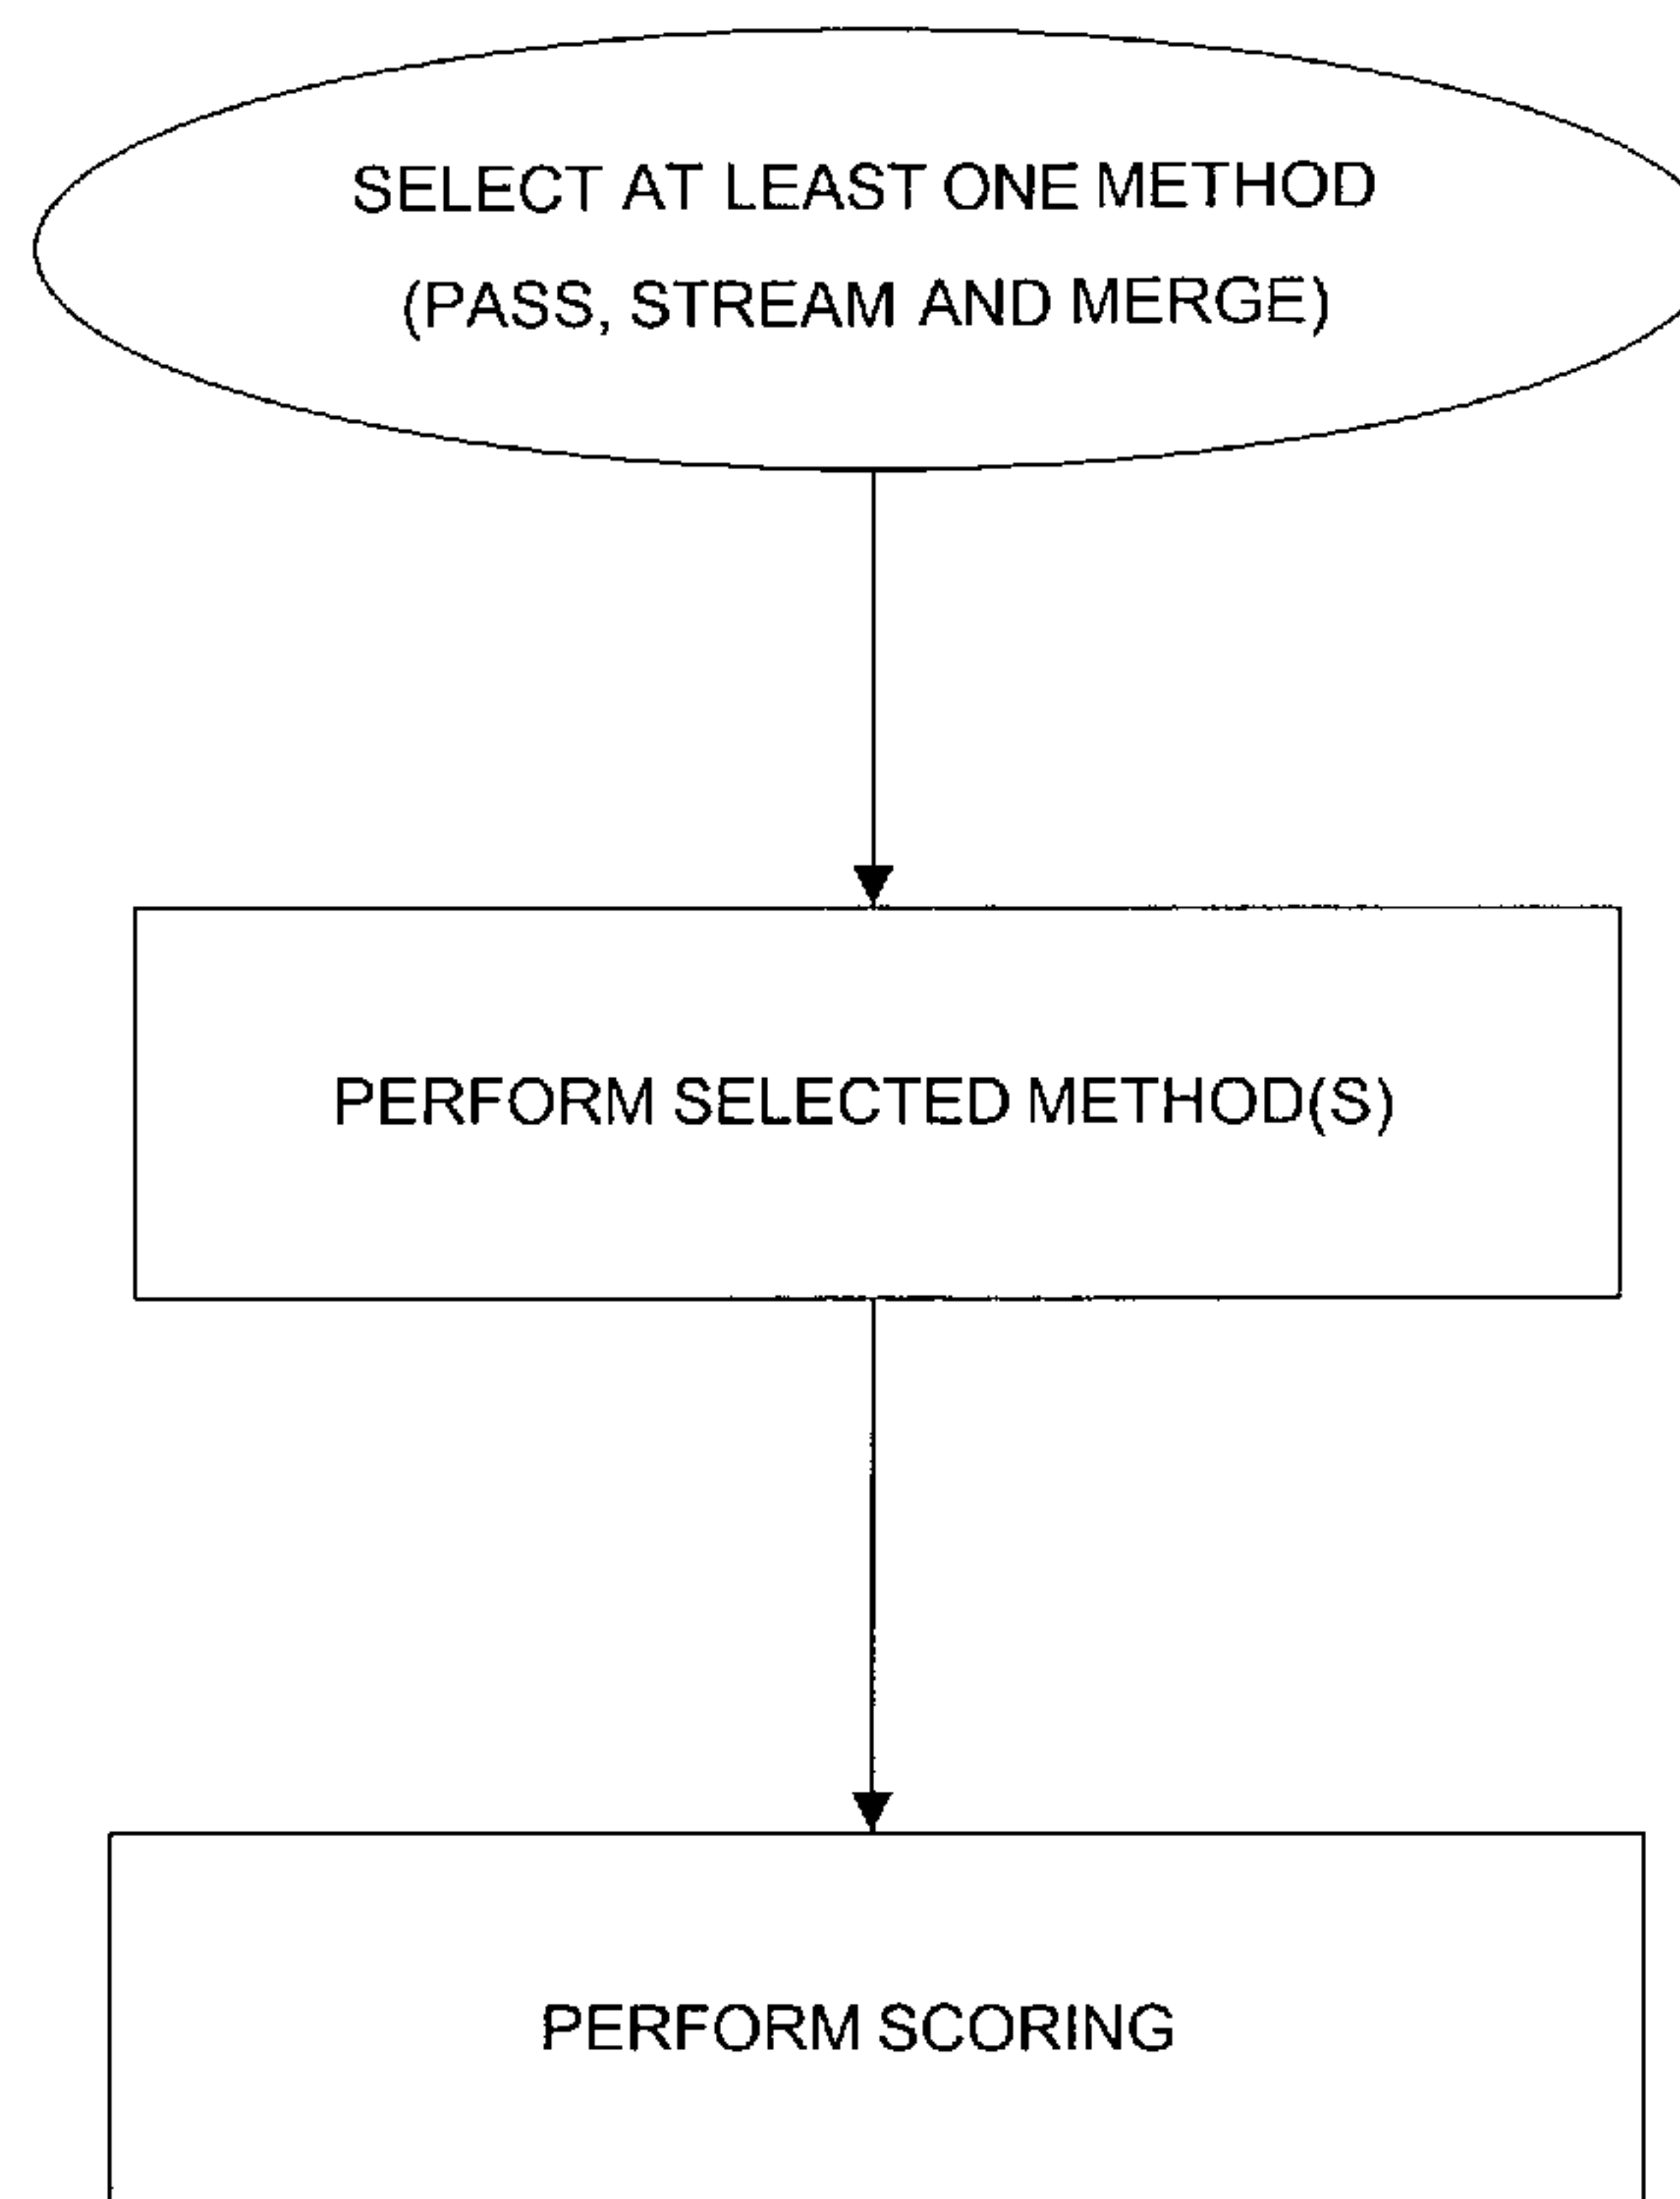 SELECT AT LEAST ONE METHOD
(PASS, STREAM AND MERGE)
PERFORM SELECTED METHOD(S)
PERFORM SCORING